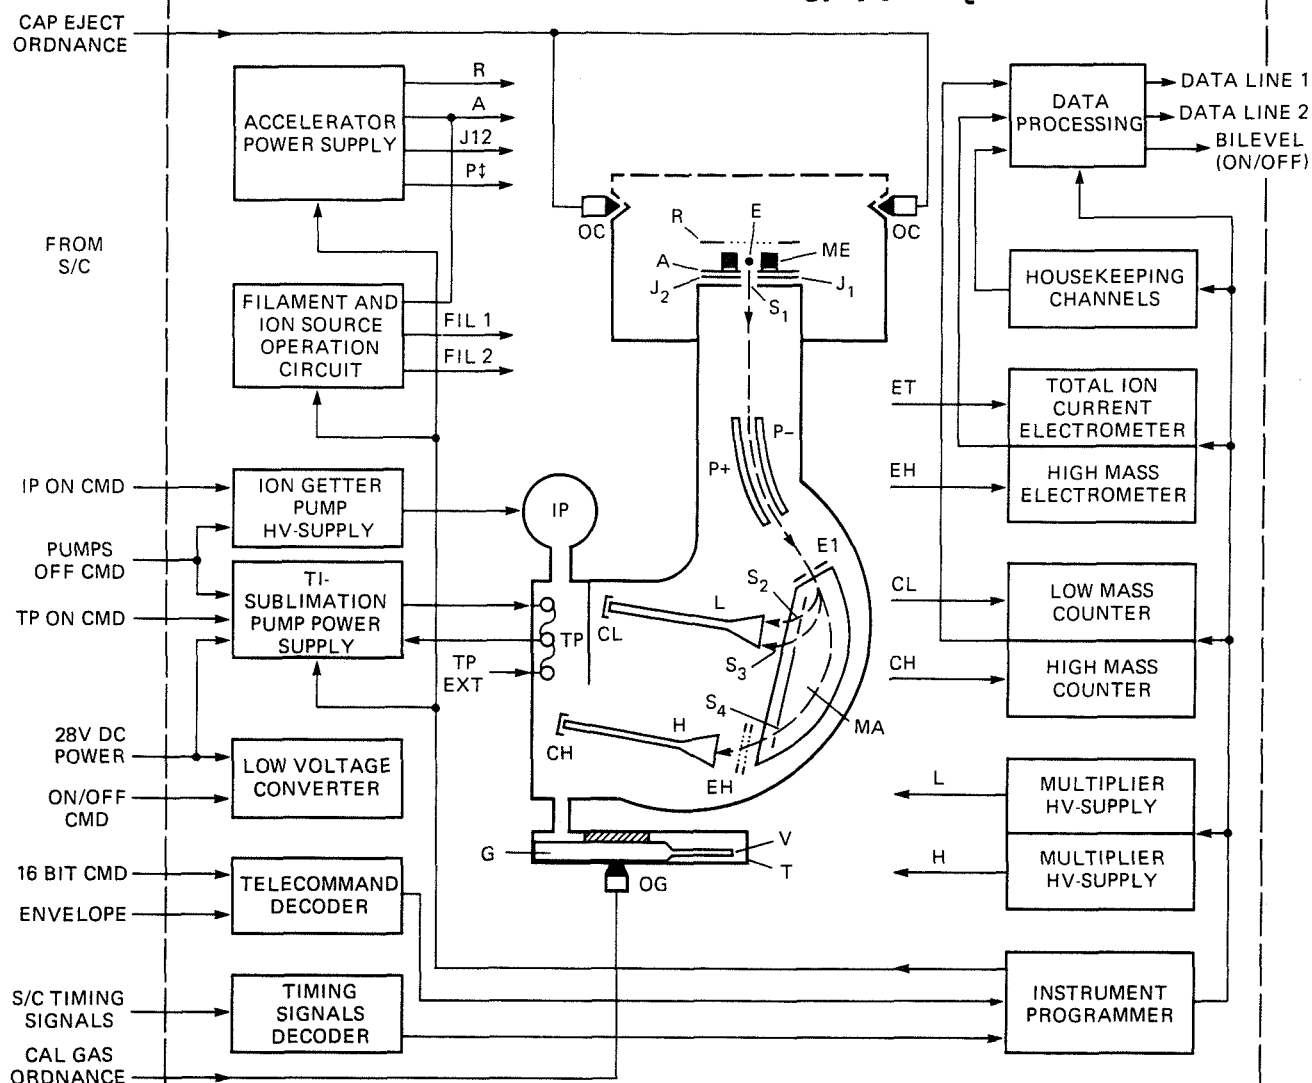 CAP EJECT
ORDNANCE
FROM
S/C
IP ON CMD
PUMPS
OFF CMD
TP ON CMD
28V DC
POWER
ON/OFF
CMD
16 BIT CMD
ENVELOPE
S/C TIMING
SIGNALS
CAL GAS
ORDNANCE
ACCELERATOR
POWER SUPPLY
R
A
J12
P‡
FILAMENT AND
ION SOURCE
OPERATION
CIRCUIT
FIL 1
FIL 2
ION GETTER
PUMP
HV-SUPPLY
TI-
SUBLIMATION
PUMP POWER
SUPPLY
LOW VOLTAGE
CONVERTER
TELECOMMAND
DECODER
TIMING
SIGNALS
DECODER
OC
OC
R
E
ME
A
J2
J1
S1
P-
P+
IP
E1
S2
L
CL
TP
TP
EXT
S3
S4
H
MA
CH
EH
G
V
T
OG
DATA
PROCESSING
DATA LINE 1
DATA LINE 2
BILEVEL
(ON/OFF)
HOUSEKEEPING
CHANNELS
ET
TOTAL ION
CURRENT
ELECTROMETER
EH
HIGH MASS
ELECTROMETER
CL
LOW MASS
COUNTER
CH
HIGH MASS
COUNTER
L
MULTIPLIER
HV-SUPPLY
H
MULTIPLIER
HV-SUPPLY
INSTRUMENT
PROGRAMMER